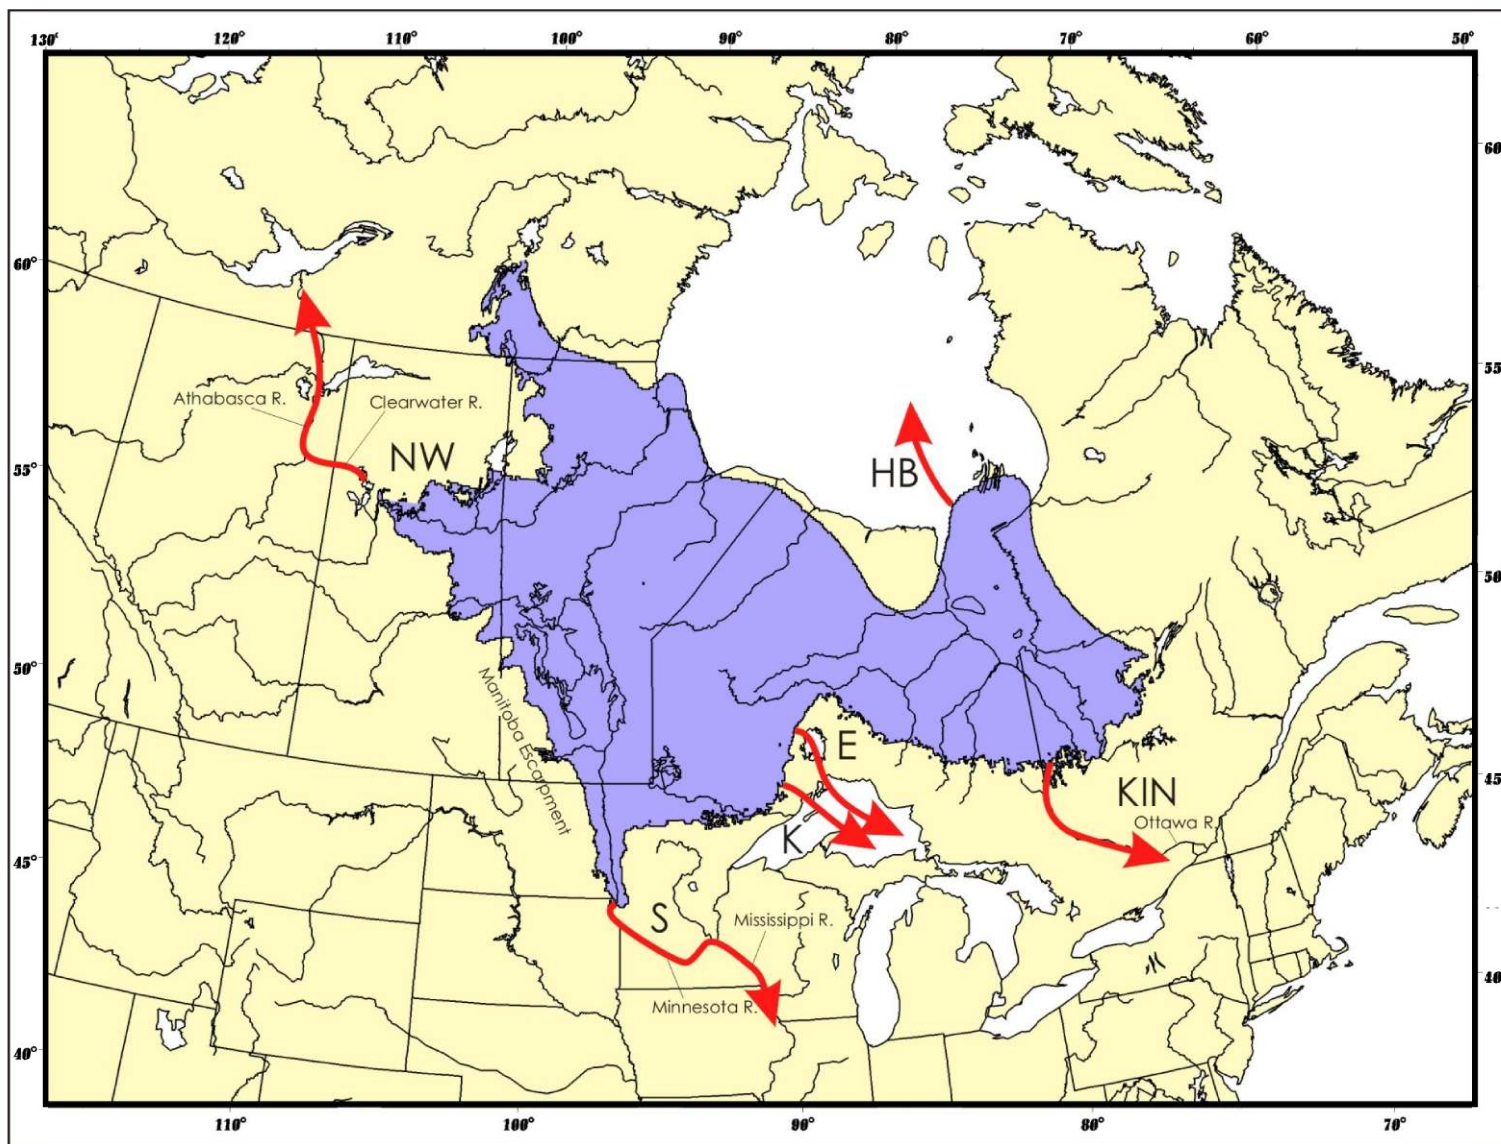 130° 120° 110° 100° 90° 80° 70° 60° 50°
60
60°
55
Athabasca R.
Clearwater R.
NW
HB
55°
50
50°
Manitoba Escarpment
E
KIN
45
Ottawa R.
K
45°
S
Mississippi R.
40
Minnesota R.
40°
110° 100° 90° 80° 70°